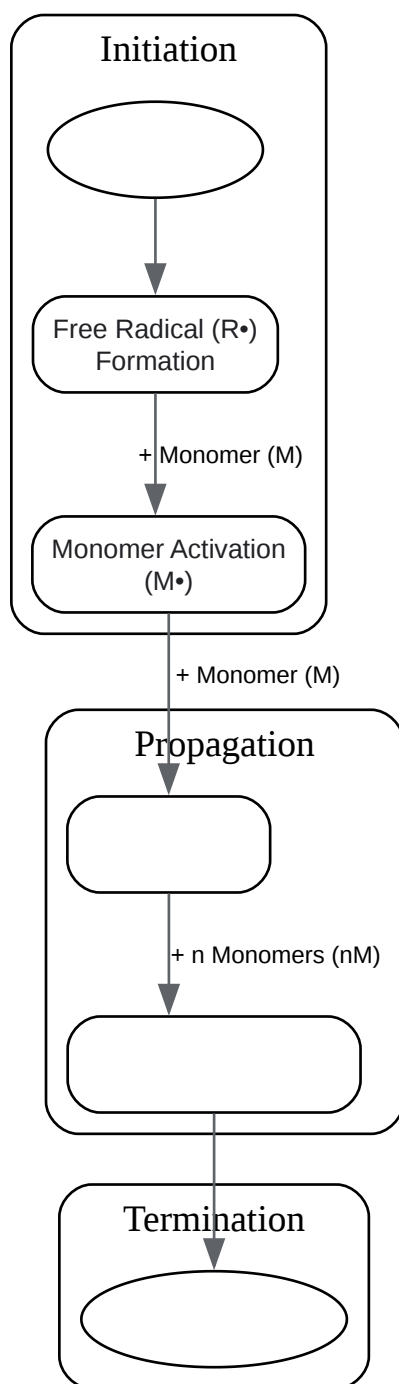 Initiation
Free Radical (R•)
Formation
+ Monomer (M)
Monomer Activation
(M•)
+ Monomer (M)
Propagation
+ n Monomers (nM)
Termination